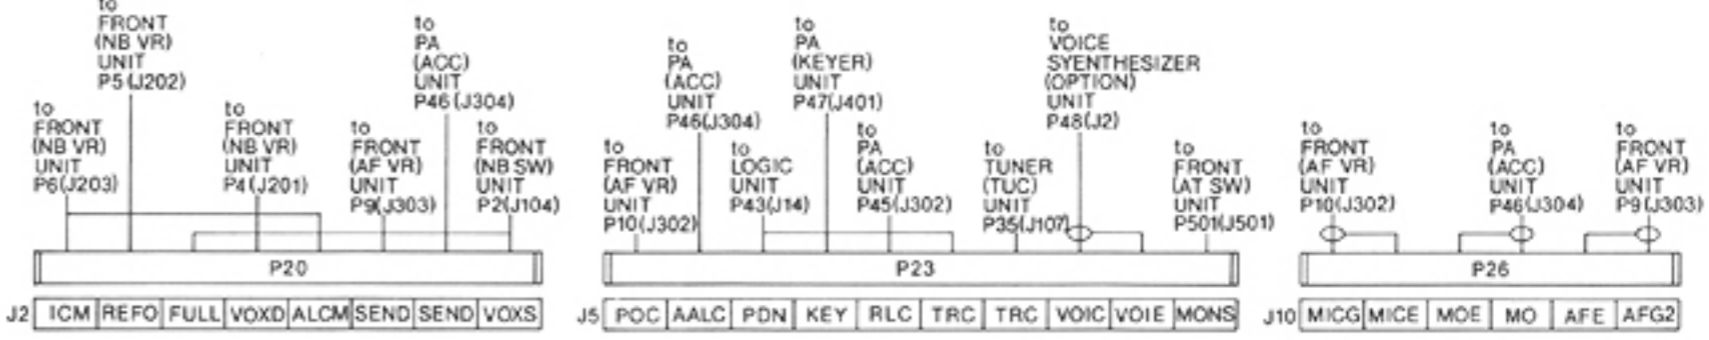 to
FRONT
(NB VR)
UNIT
P6(J203)
to
FRONT
(NB VR)
UNIT
P5(J202)
to
FRONT
(NB VR)
UNIT
P4(J201)
to
FRONT
(AF VR)
UNIT
P9(J303)
to
PA
(ACC)
UNIT
P46(J304)
to
FRONT
(NB SW)
UNIT
P2(J104)
P20
J2 ICM REFO FULL VOXD ALCM SEND SEND VOXS
to
FRONT
(AF VR)
UNIT
P10(J302)
to
PA
(ACC)
UNIT
P46(J304)
to
LOGIC
UNIT
P43(J14)
to
PA
(KEYER)
UNIT
P47(J401)
to
PA
(ACC)
UNIT
P45(J302)
to
TUNER
(TUC)
UNIT
P35(J107)
to
VOICE
SYENTHESIZER
(OPTION)
UNIT
P48(J2)
to
FRONT
(AT SW)
UNIT
P501(J501)
P23
J5 POC AALC PDN KEY RLC TRC TRC VOIC VOIE MONS
to
FRONT
(AF VR)
UNIT
P10(J302)
to
PA
(ACC)
UNIT
P46(J304)
to
FRONT
(AF VR)
UNIT
P9(J303)
P26
J10 MICG MICE MOE MO AFE AFG2